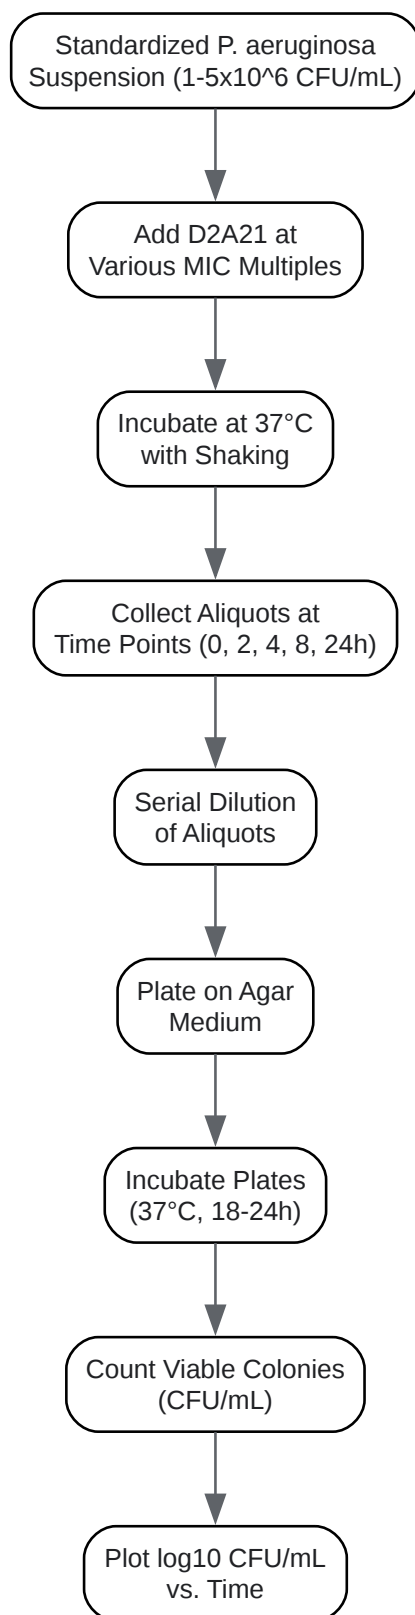 Standardized P. aeruginosa
Suspension (1-5x10^6 CFU/mL)
Add D2A21 at
Various MIC Multiples
Incubate at 37°C
with Shaking
Collect Aliquots at
Time Points (0, 2, 4, 8, 24h)
Serial Dilution
of Aliquots
Plate on Agar
Medium
Incubate Plates
(37°C, 18-24h)
Count Viable Colonies
(CFU/mL)
Plot log10 CFU/mL
vs. Time